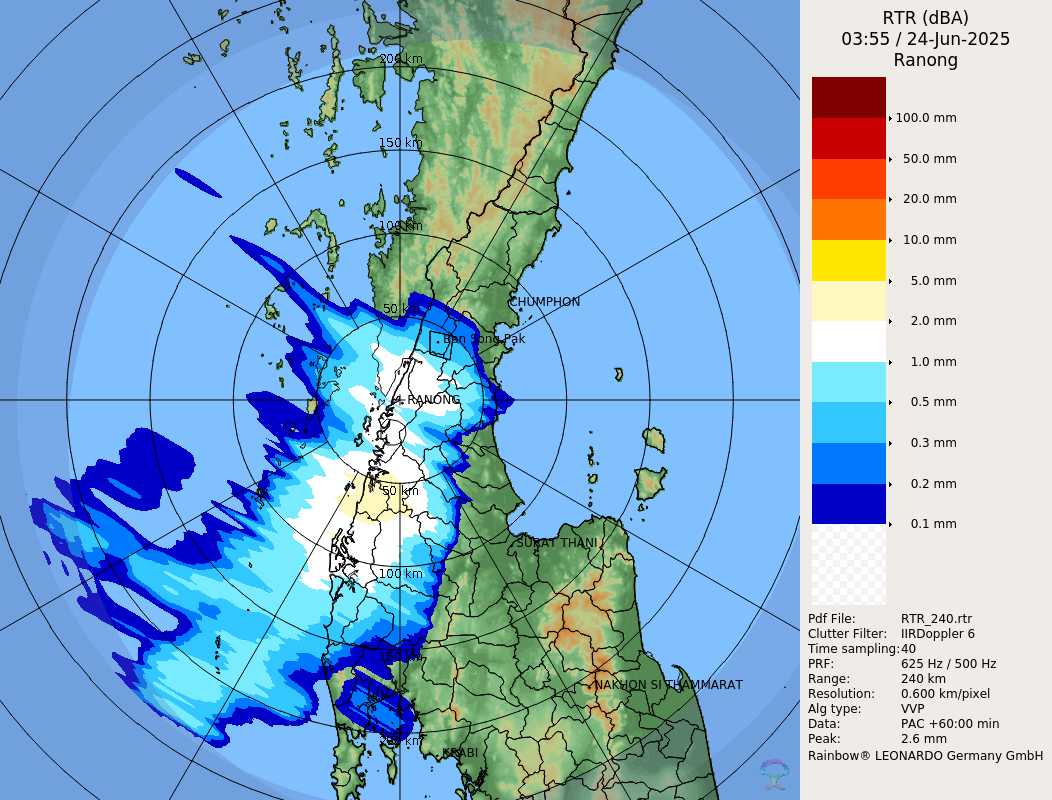 RTR (dBA)
03:55 / 24-Jun-2025
Ranong
100.0 mm
50.0 mm
20.0 mm
10.0 mm
5.0 mm
2.0 mm
1.0 mm
0.5 mm
0.3 mm
0.2 mm
0.1 mm
Pdf File: RTR_240.rtr
Clutter Filter: IIRDoppler 6
Time sampling:40
PRF: 625 Hz / 500 Hz
Range: 240 km
Resolution: 0.600 km/pixel
Alg type: VVP
Data: PAC +60:00 min
Peak: 2.6 mm
Rainbow® LEONARDO Germany GmbH
200 km
150 km
100 km
CHUMPHON
50 km
Ban Song Pak
RANONG
50 km
SURAT THANI
100 km
150 km
NAKHON SI THAMMARAT
200 km
KRABI